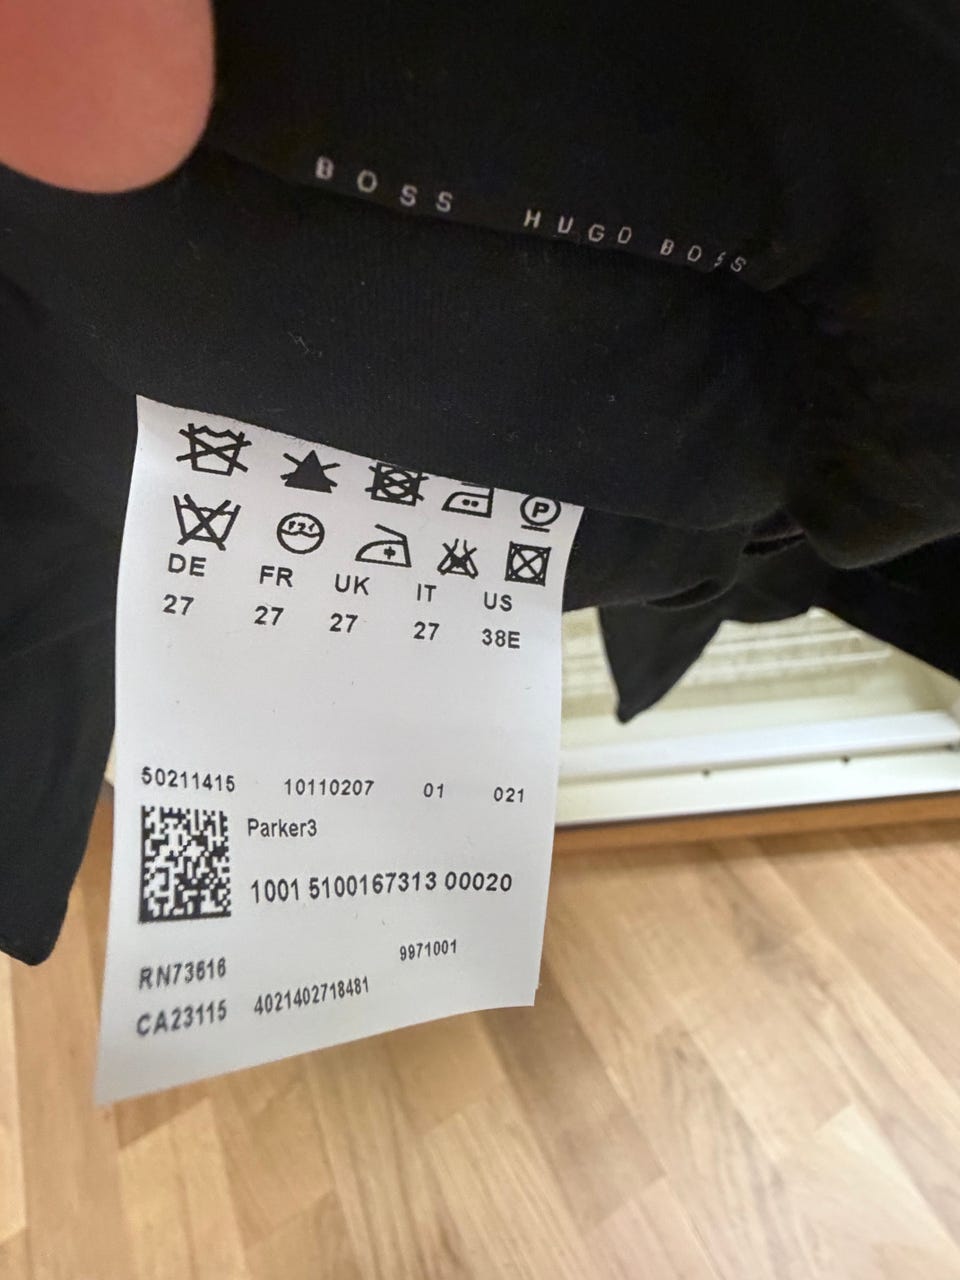 BOSS HUGO BOSS
P
DE FR UK IT US
27 27 27 27 38E
50211415 10110207 01 021
Parker3
1001 5100167313 00020
9971001
RN73616
CA23115 4021402718481